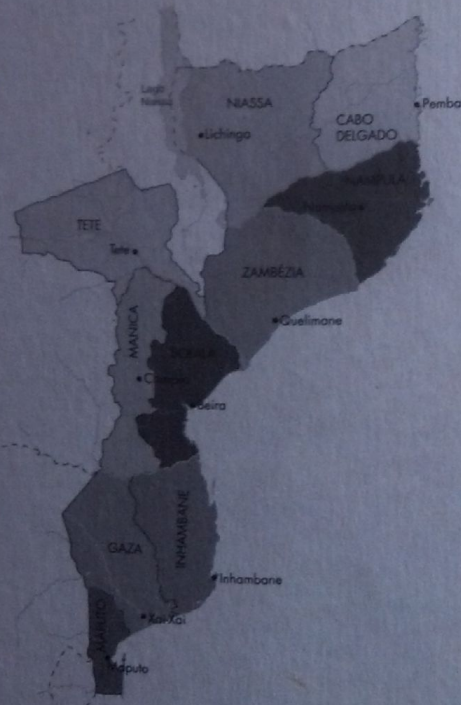 Lago
Niassa
NIASSA
Lichinga
CABO
DELGADO
Pemba
NAMPULA
Nampula
TETE
Tete
ZAMBÉZIA
Quelimane
MANICA
SOFALA
Chimoio
Beira
GAZA
INHAMBANE
Inhambane
Xai-Xai
MAPUTO
Maputo